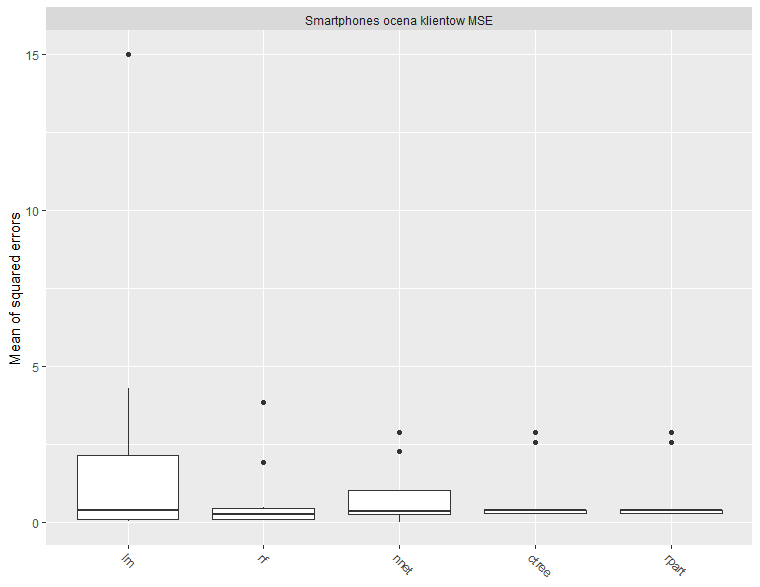 Smartphones ocena klientow MSE
Mean of squared errors
15
10
5
0
lm
rf
nnet
ctree
rpart